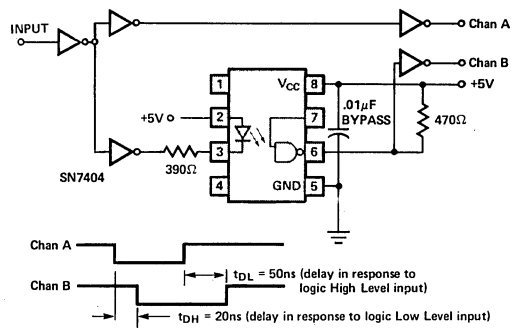 INPUT
Chan A
Chan B
+5V
1
2
3
4
VCC 8
7
6
GND 5
+5V
.01µF
BYPASS
470Ω
390Ω
SN7404
Chan A
tDL = 50ns (delay in response to
logic High Level input)
Chan B
tDH = 20ns (delay in response to logic Low Level input)